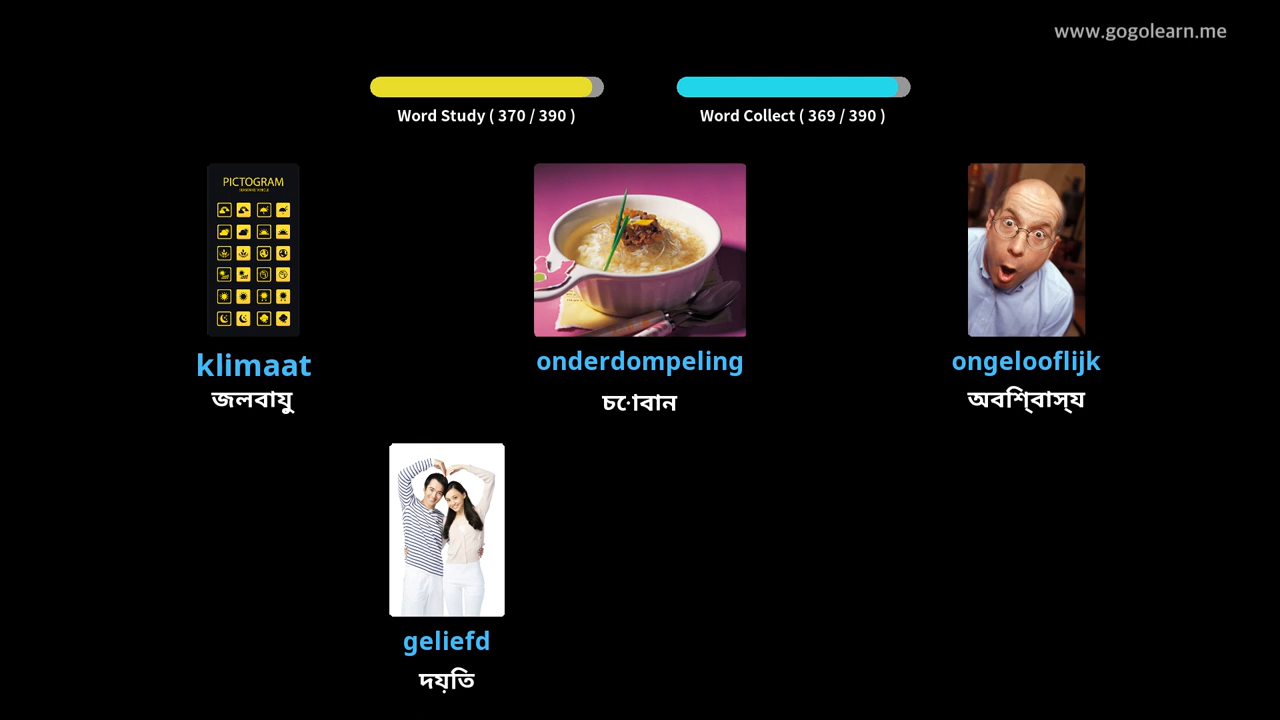 www.gogolearn.me
Word Study ( 370 / 390 )
Word Collect ( 369 / 390 )
PICTOGRAM
klimaat
জলবাযু
onderdompeling
চোবান
ongelooflijk
অবিশ্বাস্য
geliefd
দয়িত